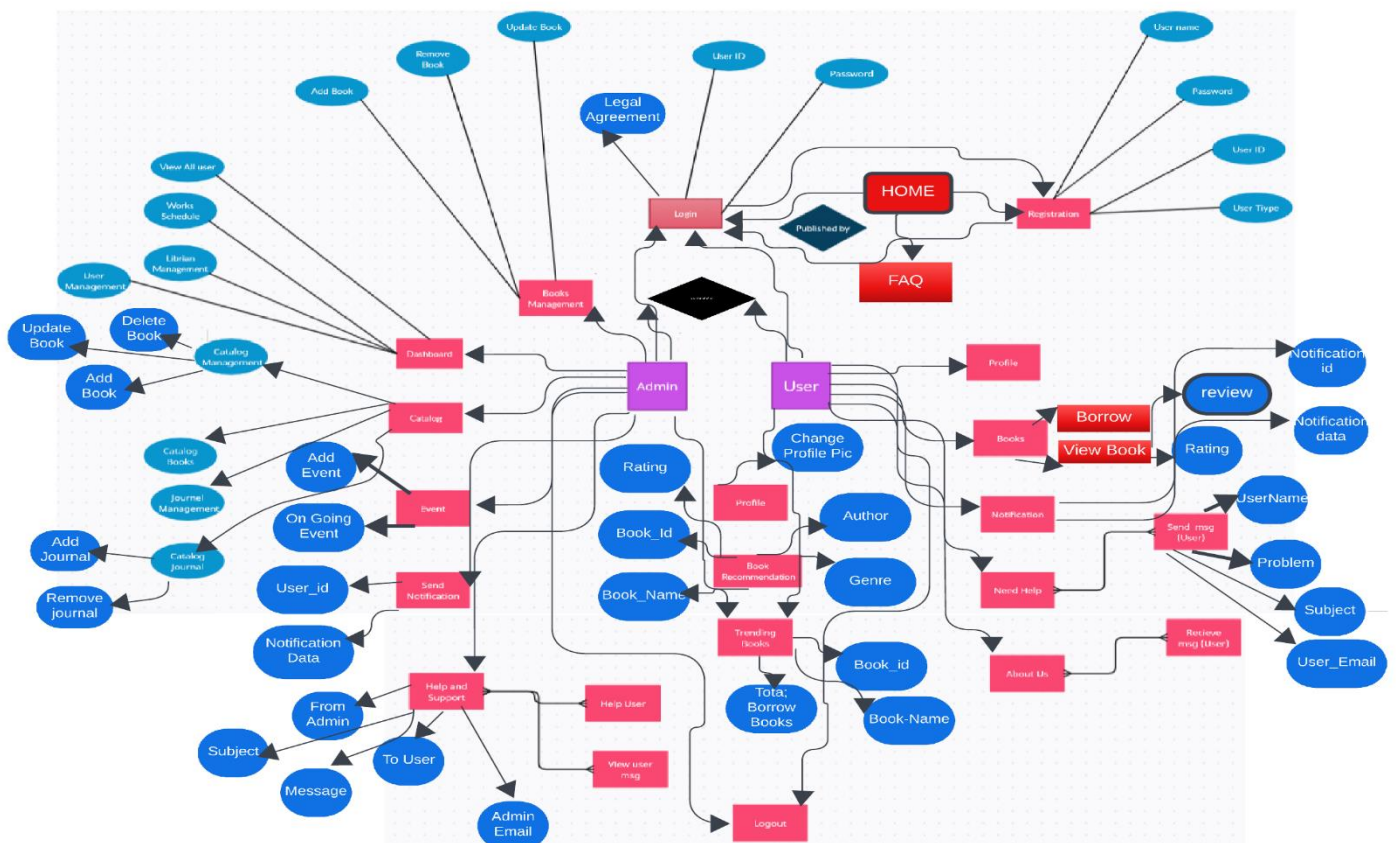 Update Book
User name
Remove
Book
User ID
Password
Add Book
Legal
Agreement
Password
User ID
View All user
HOME
Works
Schedule
Login
Published by
Registration
User Tiype
Librian
Management
User
Management
FAQ
Books
Management
Update
Book
Delete
Book
Catalog
Management
Dashboard
Profile
Notification
id
Add
Book
Admin
User
review
Catalog
Borrow
Books
View Book
Notification
data
Change
Profile Pic
Catalog
Books
Add
Event
Rating
Rating
Journel
Management
Event
Profile
Notification
UserName
Send msg
(User)
On Going
Event
Book_Id
Author
Add
Journal
Catalog
Journal
Book
Recommendation
Problem
Genre
User_id
Send
Notification
Book_Name
Need Help
Remove
journal
Subject
Trending
Books
Recieve
msg (User)
Notification
Data
Book_id
About Us
User_Email
Help and
Support
From
Admin
Help User
Tota;
Borrow
Books
Book-Name
Subject
To User
View user
msg
Message
Admin
Email
Logout